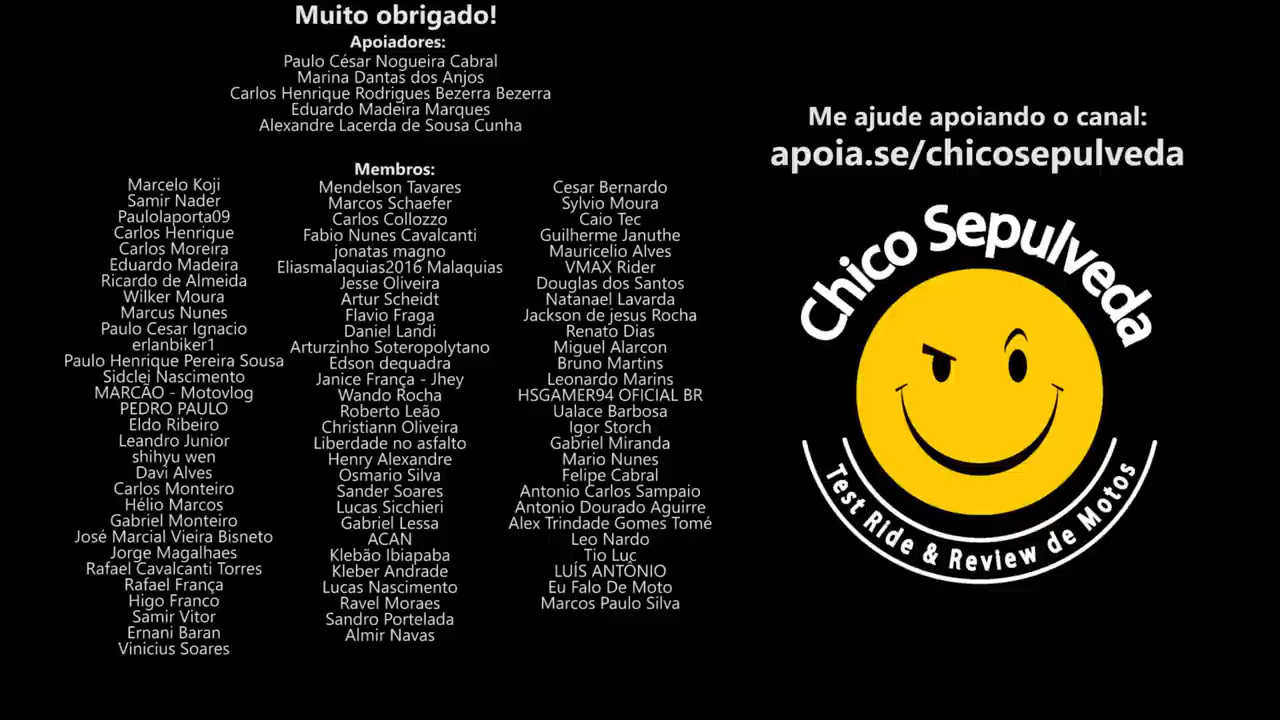 Muito obrigado!
Apoiadores:
Paulo César Nogueira Cabral
Marina Dantas dos Anjos
Carlos Henrique Rodrigues Bezerra Bezerra
Eduardo Madeira Marques
Alexandre Lacerda de Sousa Cunha
Membros:
Marcelo Koji
Samir Nader
Paulolaporta09
Carlos Henrique
Carlos Moreira
Eduardo Madeira
Ricardo de Almeida
Wilker Moura
Marcus Nunes
Paulo Cesar Ignacio
erlanbiker1
Paulo Henrique Pereira Sousa
Sidclei Nascimento
MARCÃO - Motovlog
PEDRO PAULO
Eldo Ribeiro
Leandro Junior
shihyu wen
Davi Alves
Carlos Monteiro
Hélio Marcos
Gabriel Monteiro
José Marcial Vieira Bisneto
Jorge Magalhaes
Rafael Cavalcanti Torres
Rafael França
Higo Franco
Samir Vitor
Ernani Baran
Vinicius Soares
Mendelson Tavares
Marcos Schaefer
Carlos Collozzo
Fabio Nunes Cavalcanti
jonatas magno
Eliasmalaquias2016 Malaquias
Jesse Oliveira
Artur Scheidt
Flavio Fraga
Daniel Landi
Arturzinho Soteropolytano
Edson dequadra
Janice França - Jhey
Wando Rocha
Roberto Leão
Christiann Oliveira
Liberdade no asfalto
Henry Alexandre
Osmario Silva
Sander Soares
Lucas Sicchieri
Gabriel Lessa
ACAN
Klebão Ibiapaba
Kleber Andrade
Lucas Nascimento
Ravel Moraes
Sandro Portelada
Almir Navas
Cesar Bernardo
Sylvio Moura
Caio Tec
Guilherme Januthe
Mauricelio Alves
VMAX Rider
Douglas dos Santos
Natanael Lavarda
Jackson de jesus Rocha
Renato Dias
Miguel Alarcon
Bruno Martins
Leonardo Marins
HSGAMER94 OFICIAL BR
Ualace Barbosa
Igor Storch
Gabriel Miranda
Mario Nunes
Felipe Cabral
Antonio Carlos Sampaio
Antonio Dourado Aguirre
Alex Trindade Gomes Tomé
Leo Nardo
Tio Luc
LUÍS ANTÔNIO
Eu Falo De Moto
Marcos Paulo Silva
Me ajude apoiando o canal:
apoia.se/chicosepulveda
Chico Sepulveda
Test Ride & Review de Motos